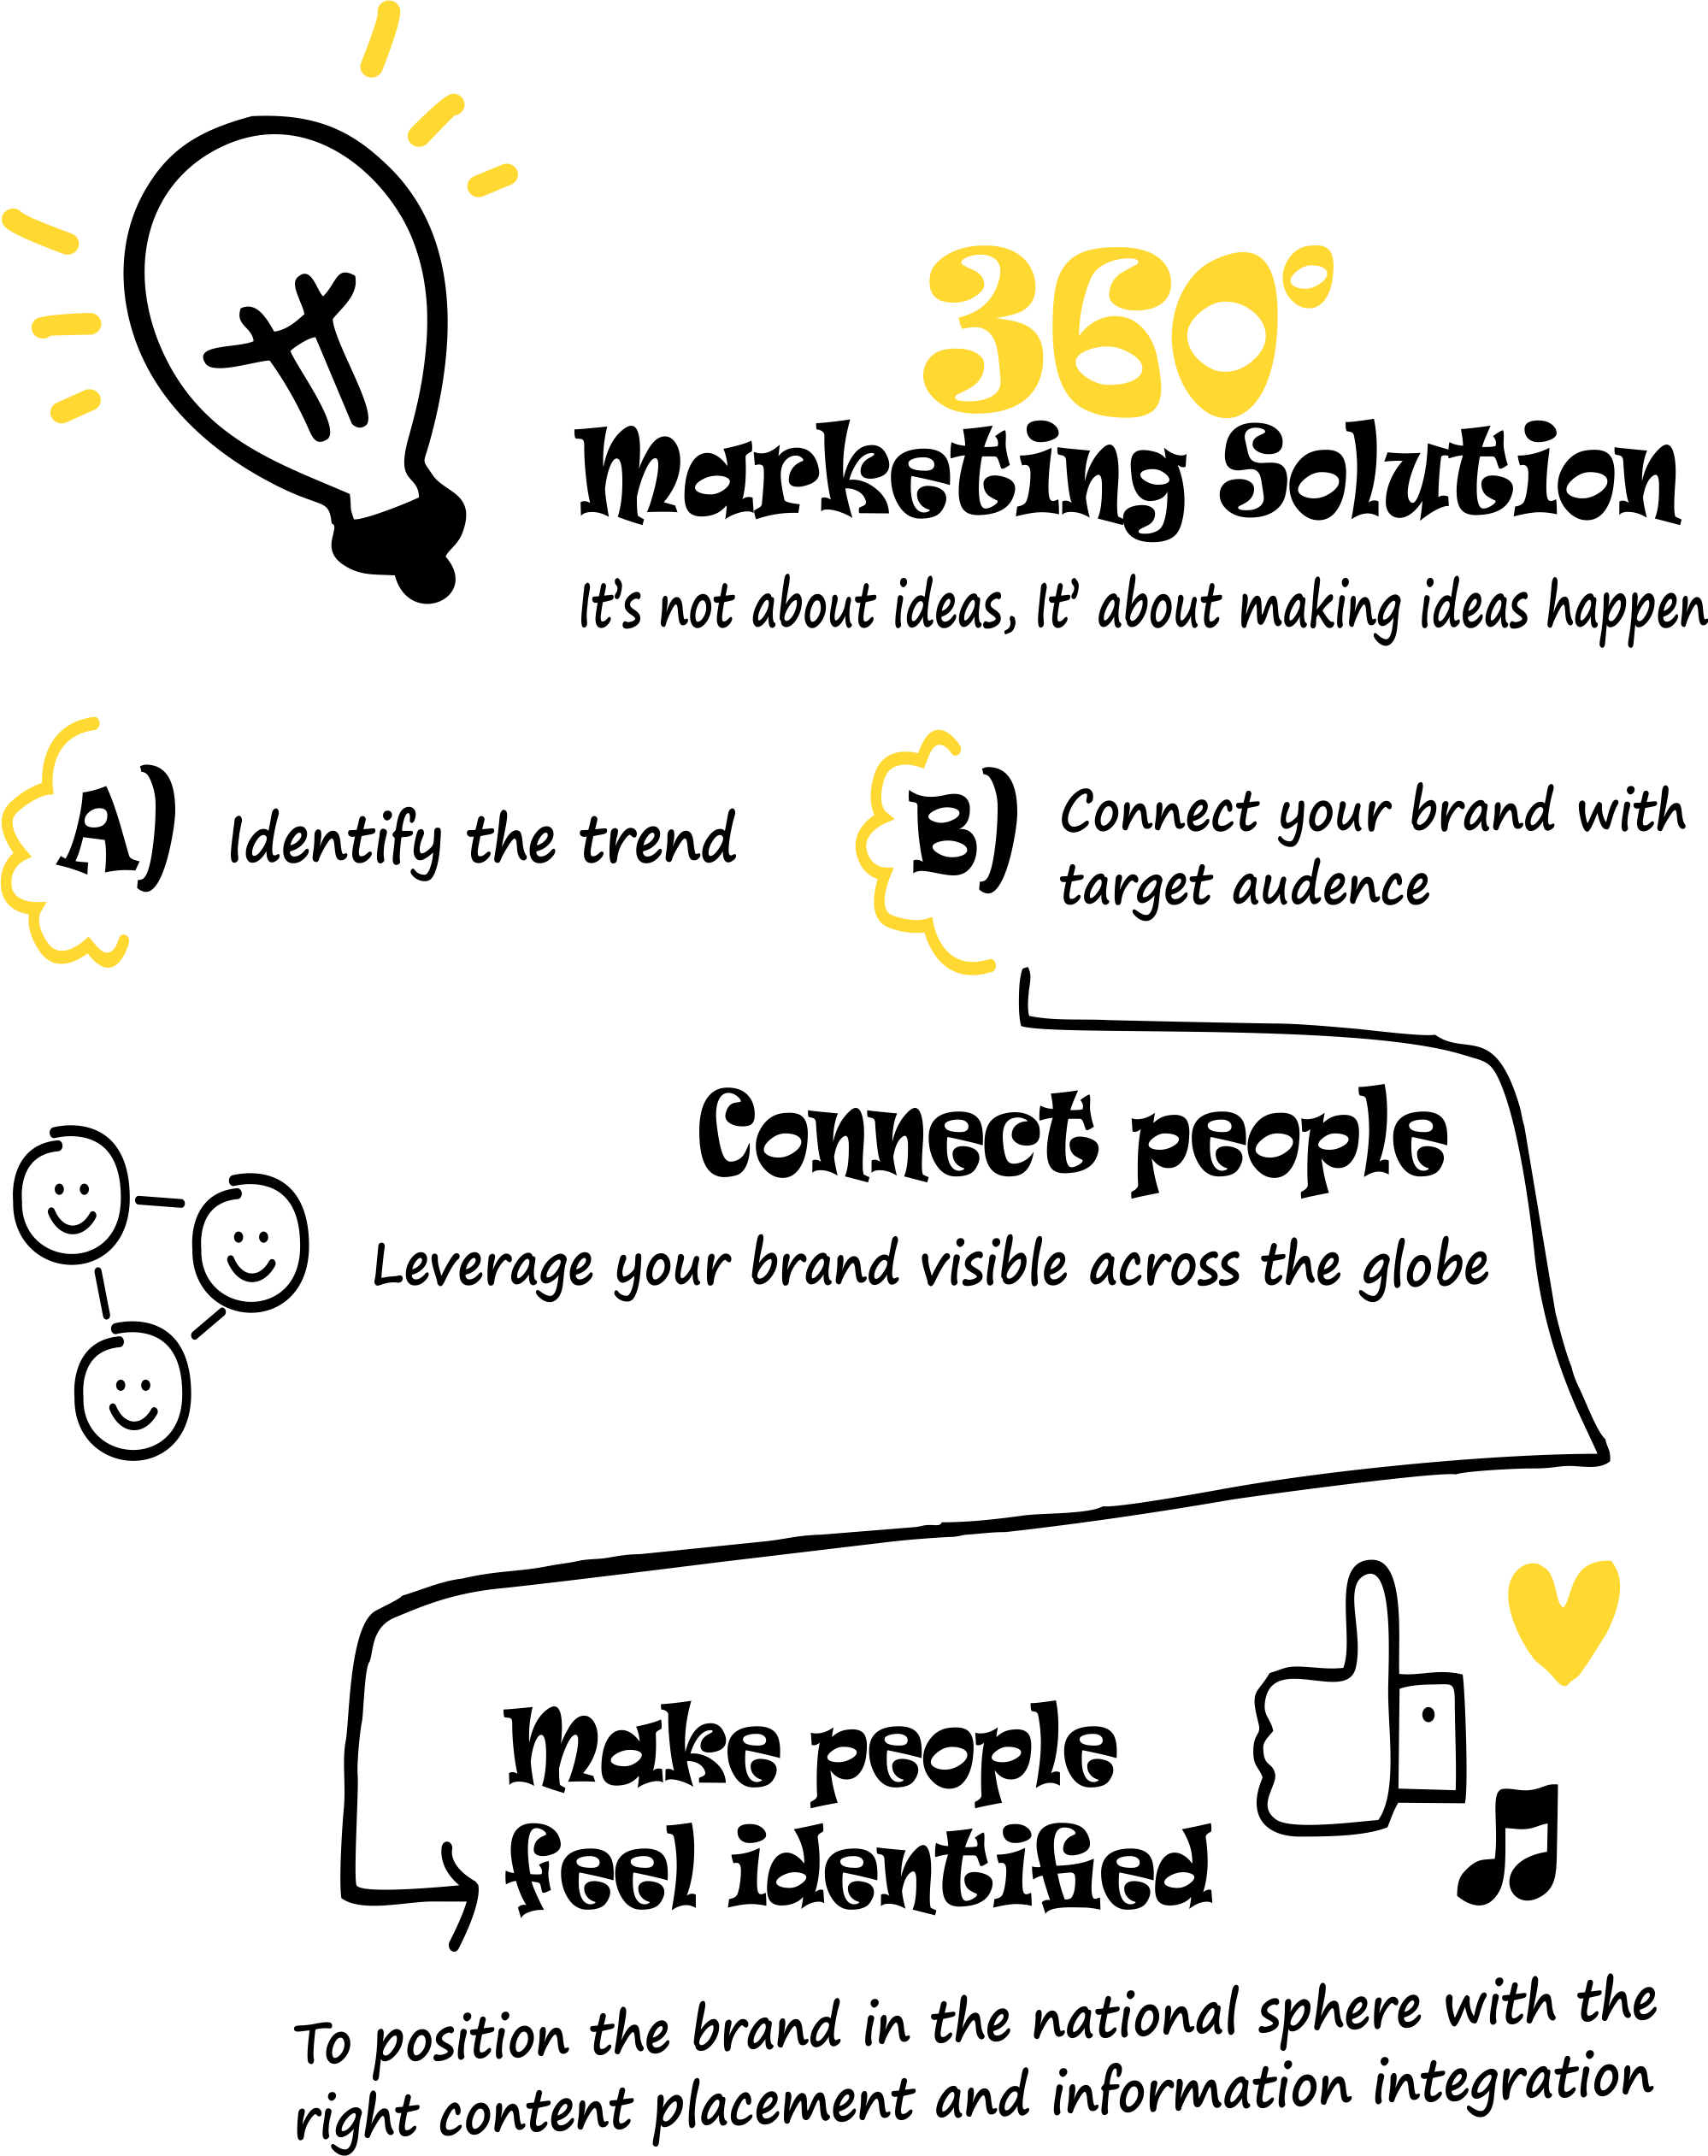 360°
Marketing Solution
It's not about ideas, It' about making ideas happen
A) Identify the trend
B) Connect your brand with
target audence
Connect people
Leverage your brand visible across the globe
Make people
feel identified
To position the brand in the national sphere with the
right content placement and information integration